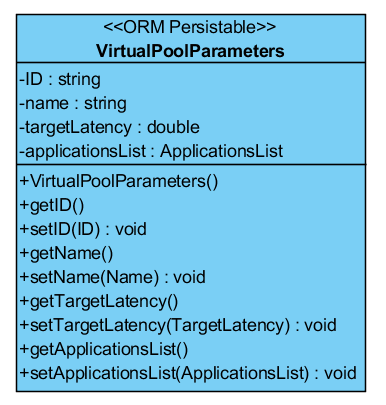 <<ORM Persistable>>
VirtualPoolParameters
-ID : string
-name : string
-targetLatency : double
-applicationsList : ApplicationsList
+VirtualPoolParameters()
+getID()
+setID(ID) : void
+getName()
+setName(Name) : void
+getTargetLatency()
+setTargetLatency(TargetLatency) : void
+getApplicationsList()
+setApplicationsList(ApplicationsList) : void